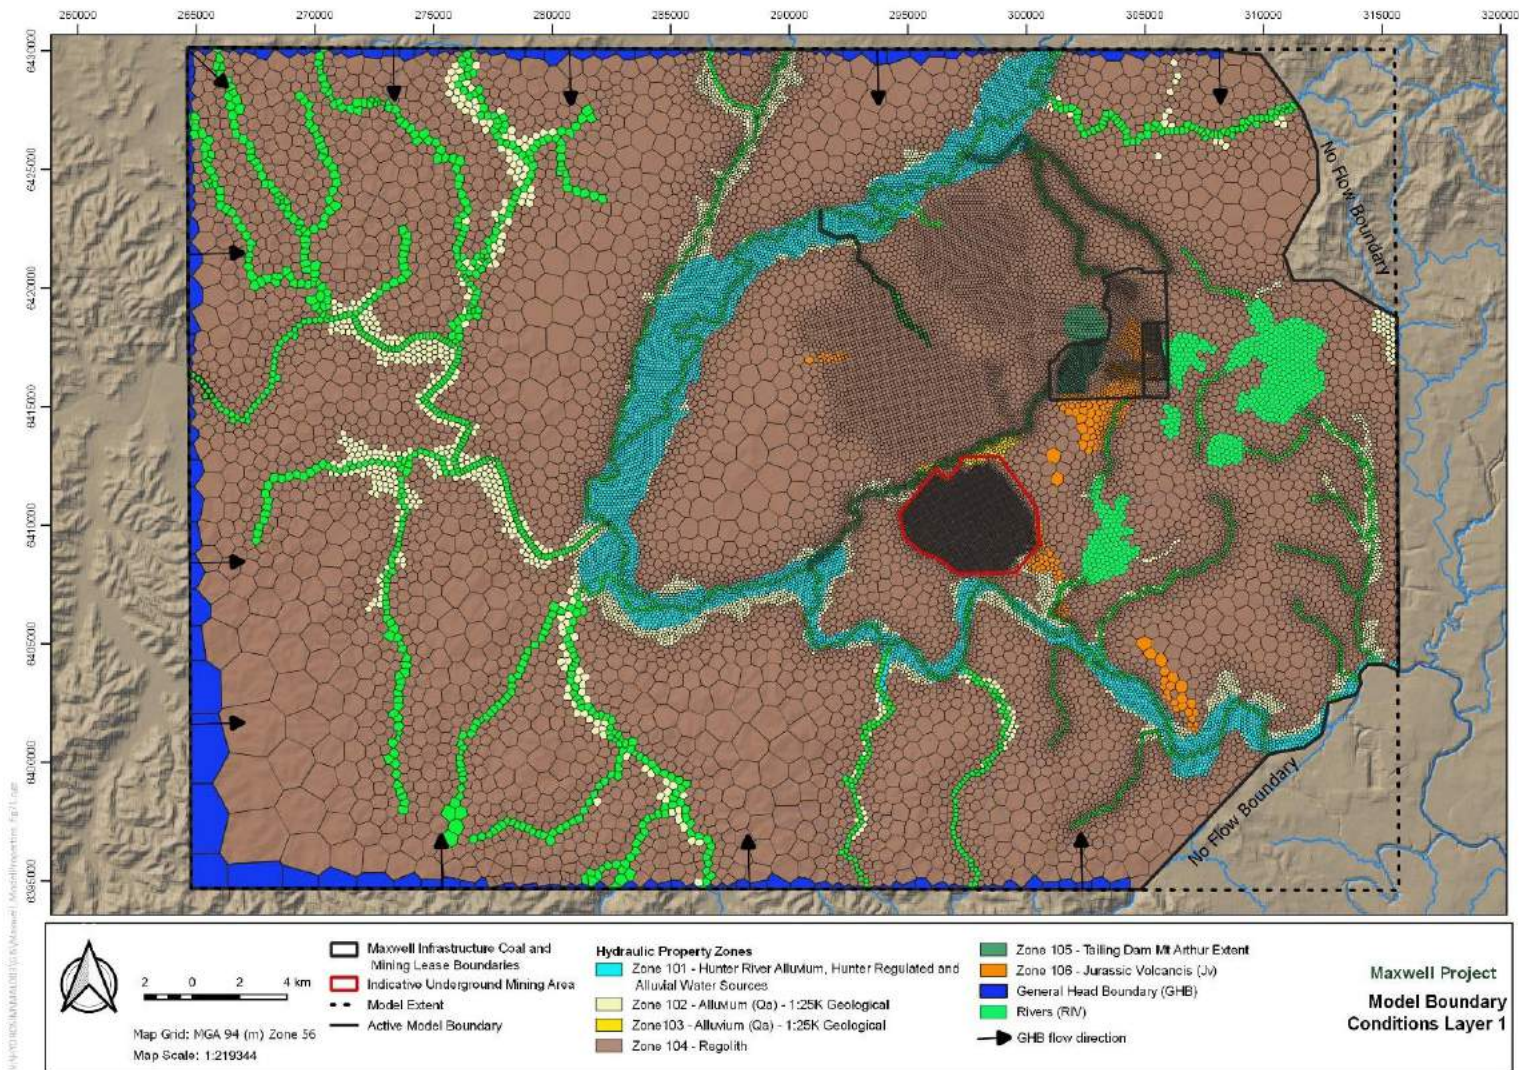 260000 265000 270000 275000 280000 285000 290000 295000 300000 305000 310000 315000 320000
6430000
6425000
6420000
6415000
6410000
6405000
6400000
6395000
No Flow Boundary
No Flow Boundary
2 0 2 4 km
Map Grid: MGA 94 (m) Zone 56
Map Scale: 1:219344
Maxwell Infrastructure Coal and
Mining Lease Boundaries
Indicative Underground Mining Area
Model Extent
Active Model Boundary
Hydraulic Property Zones
Zone 101 - Hunter River Alluvium, Hunter Regulated and
Alluvial Water Sources
Zone 102 - Alluvium (Qa) - 1:25K Geological
Zone103 - Alluvium (Qa) - 1:25K Geological
Zone 104 - Regolith
Zone 105 - Tailing Dam Mt Arthur Extent
Zone 106 - Jurassic Volcancis (Jv)
General Head Boundary (GHB)
Rivers (RIV)
GHB flow direction
Maxwell Project
Model Boundary
Conditions Layer 1